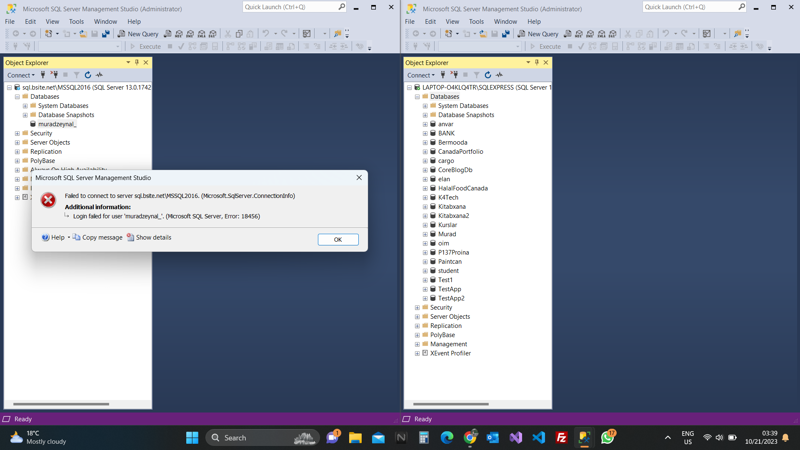 Microsoft SQL Server Management Studio (Administrator)
Quick Launch (Ctrl+Q)
File Edit View Tools Window Help
New Query
Execute
Object Explorer
Connect
sql.bsite.net\MSSQL2016 (SQL Server 13.0.1742
Databases
System Databases
Database Snapshots
muradzeynal_
Security
Server Objects
Replication
PolyBase
Always On High Availability
Microsoft SQL Server Management Studio
Failed to connect to server sql.bsite.net\MSSQL2016. (Microsoft.SqlServer.ConnectionInfo)
Additional information:
Login failed for user 'muradzeynal_'. (Microsoft SQL Server, Error: 18456)
Help
Copy message
Show details
OK
Ready
Microsoft SQL Server Management Studio (Administrator)
Quick Launch (Ctrl+Q)
File Edit View Tools Window Help
New Query
Execute
Object Explorer
Connect
LAPTOP-O4KLQ4TR\SQLEXPRESS (SQL Server 1
Databases
System Databases
Database Snapshots
anvar
BANK
Bermooda
CanadaPortfolio
cargo
CoreBlogDb
elan
HalalFoodCanada
K4Tech
Kitabxana
Kitabxana2
Kurslar
Murad
oim
P137Proina
Paintcan
student
Test1
TestApp
TestApp2
Security
Server Objects
Replication
PolyBase
Management
XEvent Profiler
Ready
18°C
Mostly cloudy
Search
ENG
US
03:39
10/21/2023